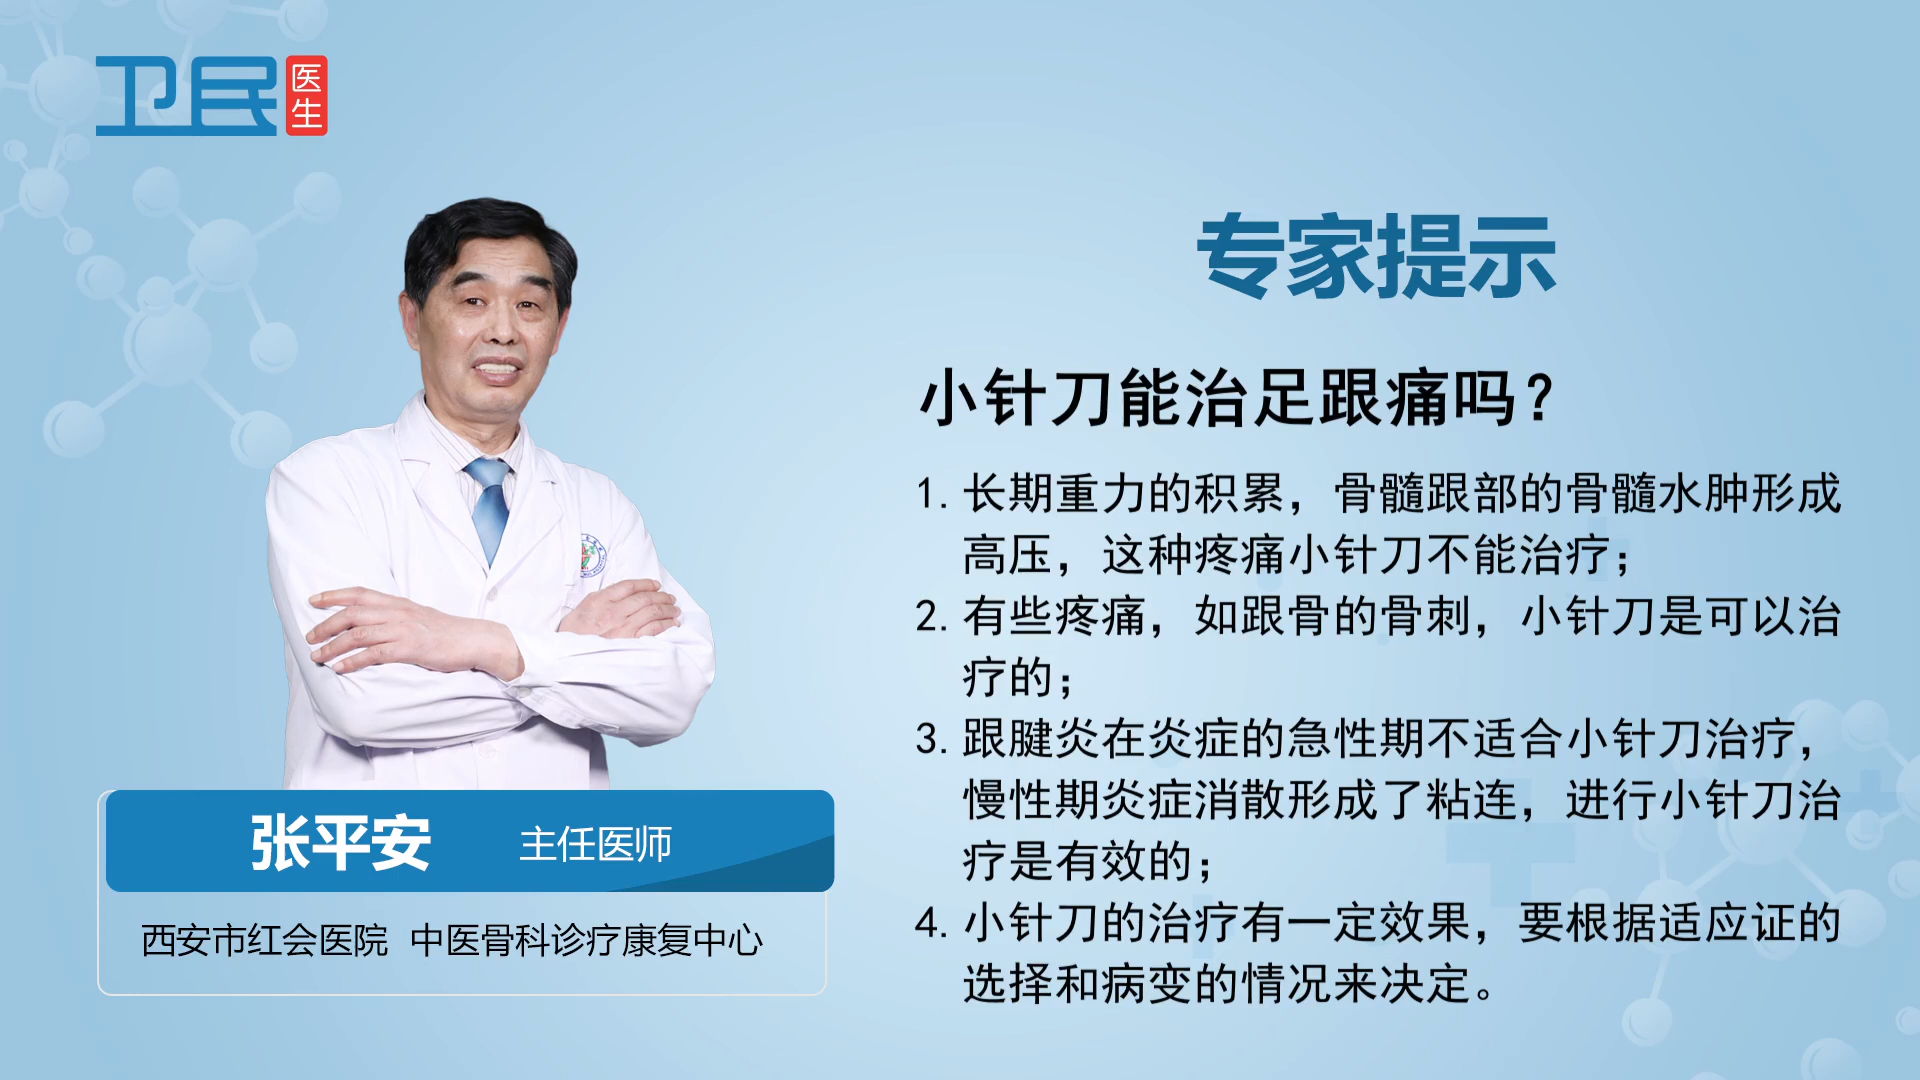 卫民医生
专家提示
小针刀能治足跟痛吗？
1. 长期重力的积累，骨髓跟部的骨髓水肿形成
高压，这种疼痛小针刀不能治疗；
2. 有些疼痛，如跟骨的骨刺，小针刀是可以治
疗的；
3. 跟腱炎在炎症的急性期不适合小针刀治疗，
慢性期炎症消散形成了粘连，进行小针刀治
疗是有效的；
4. 小针刀的治疗有一定效果，要根据适应证的
选择和病变的情况来决定。
张平安 主任医师
西安市红会医院 中医骨科诊疗康复中心